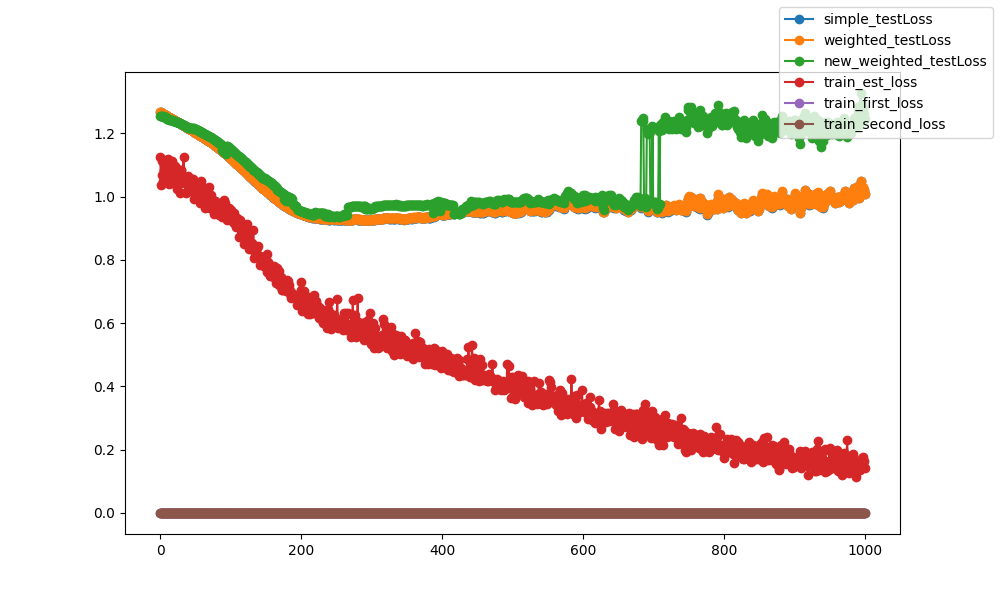 simple_testLoss
weighted_testLoss
new_weighted_testLoss
train_est_loss
train_first_loss
train_second_loss
1.2
1.0
0.8
0.6
0.4
0.2
0.0
0 200 400 600 800 1000